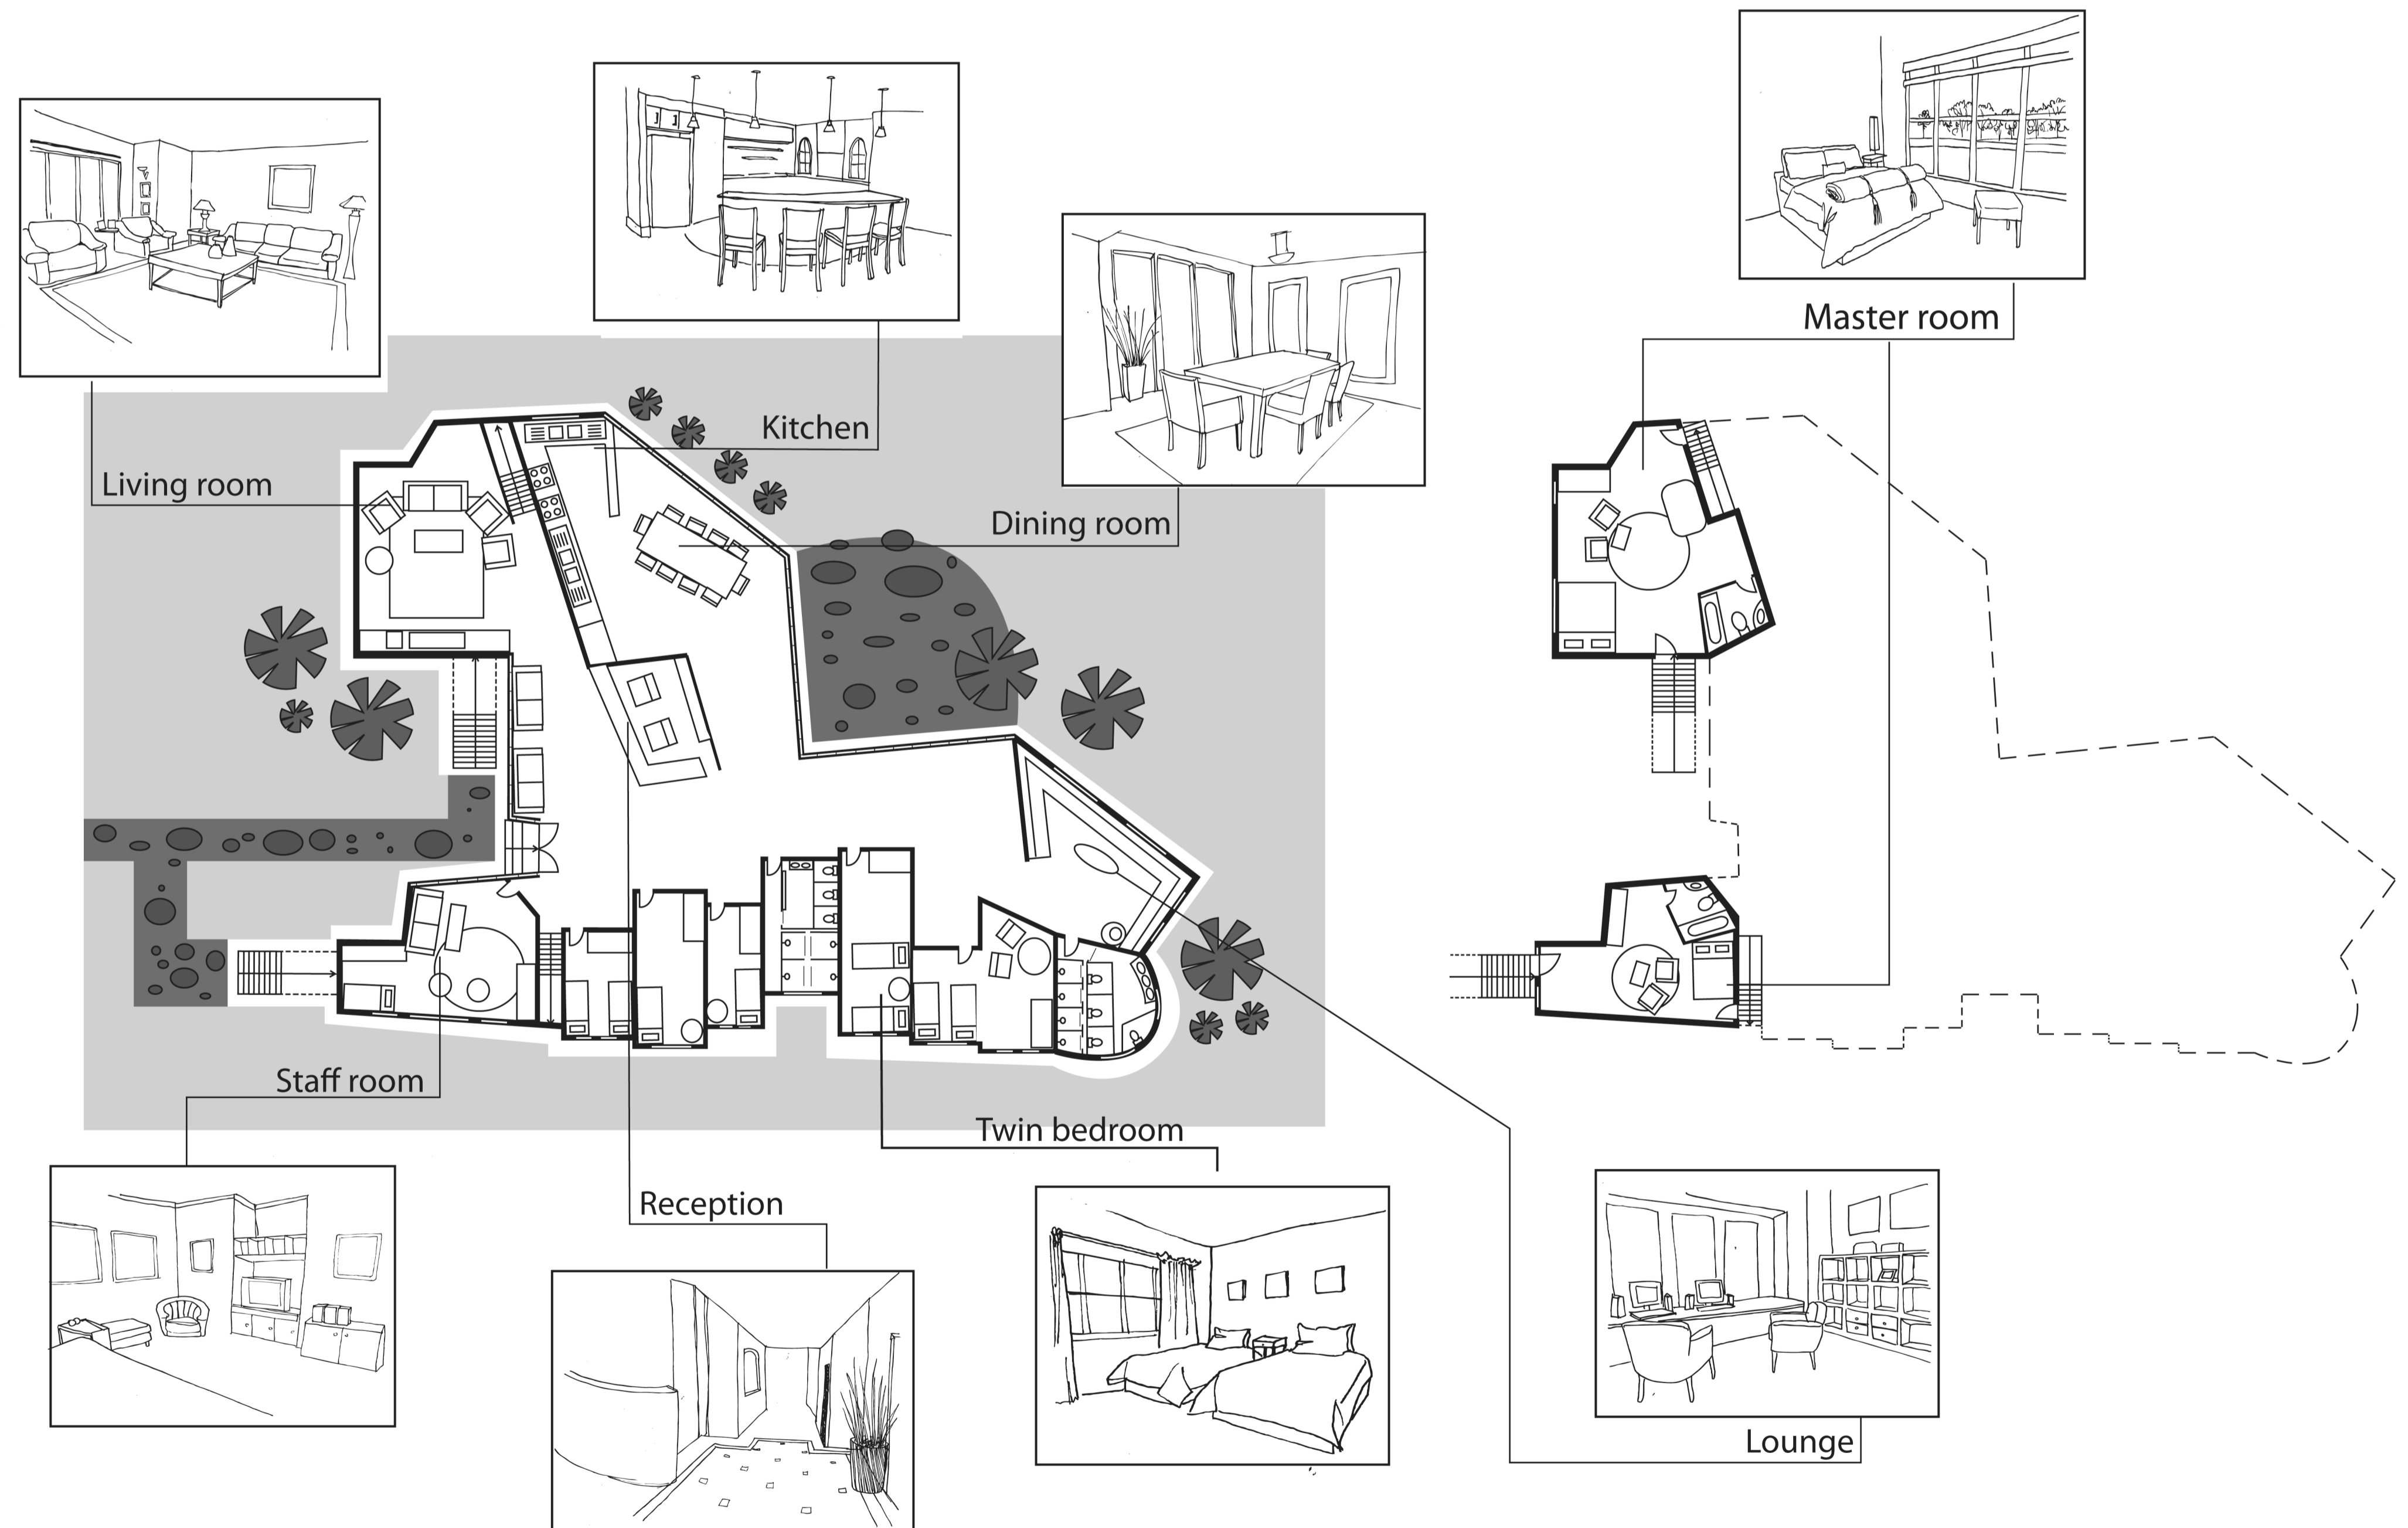 Master room
Kitchen
Living room
Dining room
Staff room
Twin bedroom
Reception
Lounge